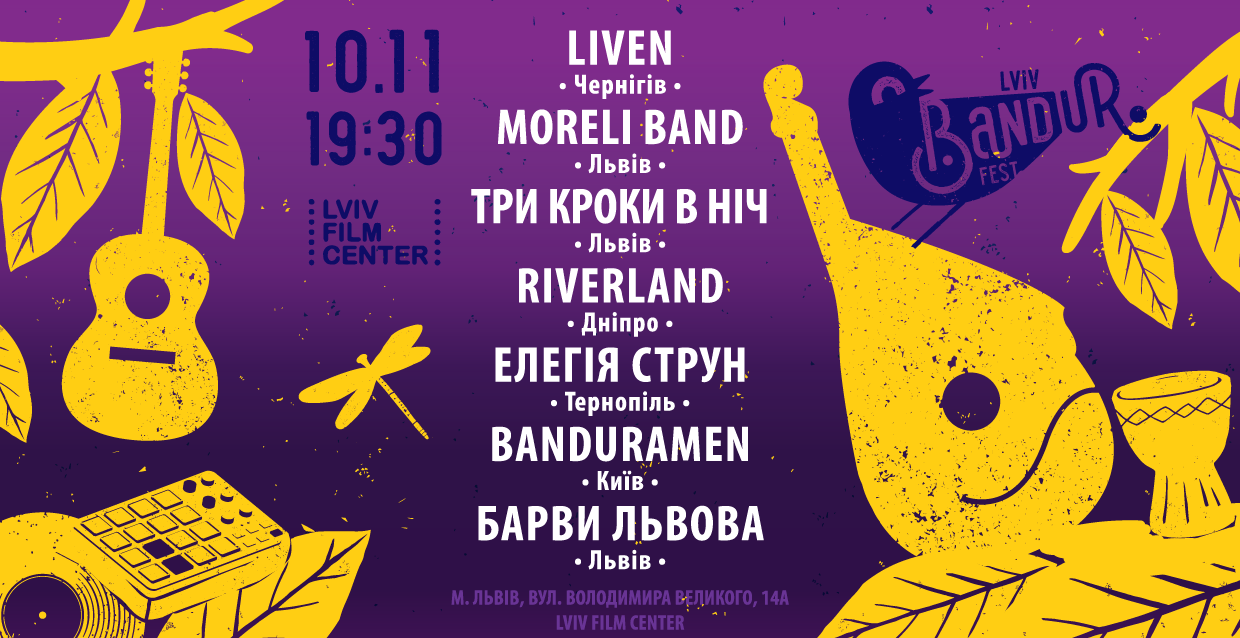 10.11
19:30
LVIV
FILM
CENTER
LIVEN
• Чернігів •
MORELI BAND
• Львів •
ТРИ КРОКИ В НІЧ
• Львів •
RIVERLAND
• Дніпро •
ЕЛЕГІЯ СТРУН
• Тернопіль •
BANDURAMEN
• Київ •
БАРВИ ЛЬВОВА
• Львів •
М. ЛЬВІВ, ВУЛ. ВОЛОДИМИРА ВЕЛИКОГО, 14А
LVIV FILM CENTER
LVIV
BANDUR
FEST